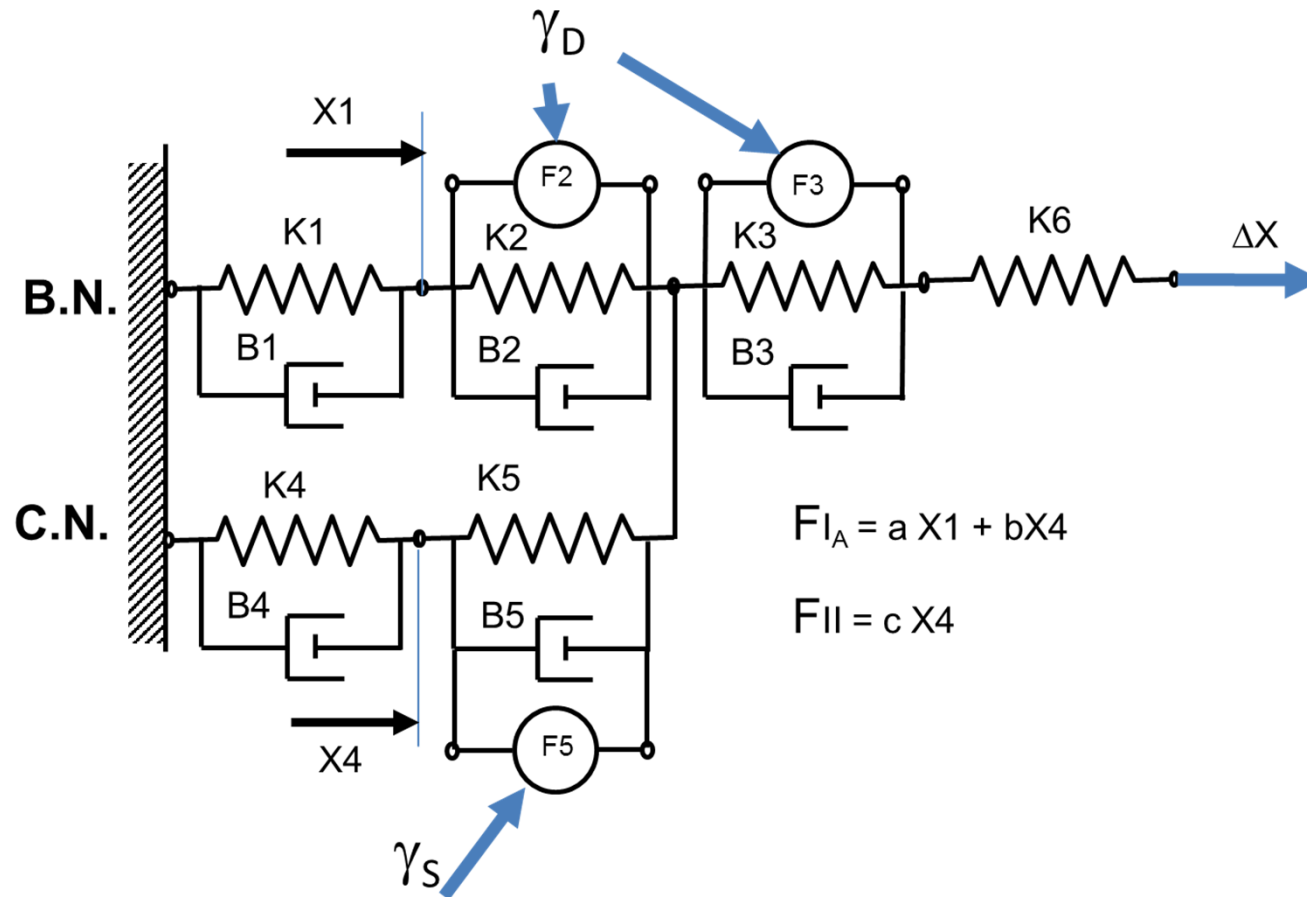 γD
X1
F2
F3
K1
K2
K3
K6
ΔX
B.N.
B1
B2
B3
K4
K5
C.N.
FIA = a X1 + bX4
B4
B5
FII = c X4
X4
F5
γS